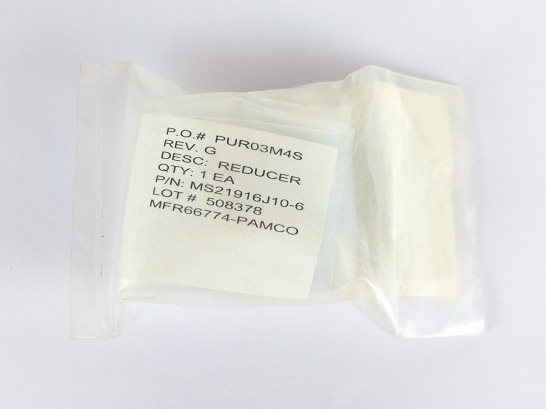 P.O.# PUR03M4S
REV. G
DESC: REDUCER
QTY: 1 EA
P/N: MS21916J10-6
LOT # 508378
MFR66774-PAMCO